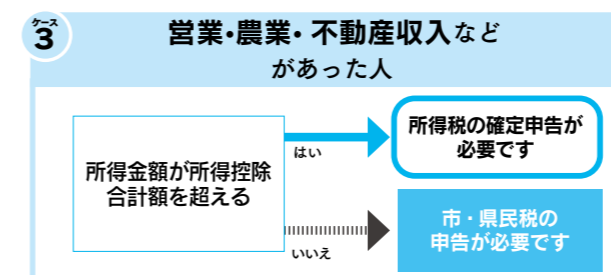 ケース
3
営業・農業・不動産収入など
があった人
所得金額が所得控除
合計額を超える
はい
所得税の確定申告が
必要です
いいえ
市・県民税の
申告が必要です